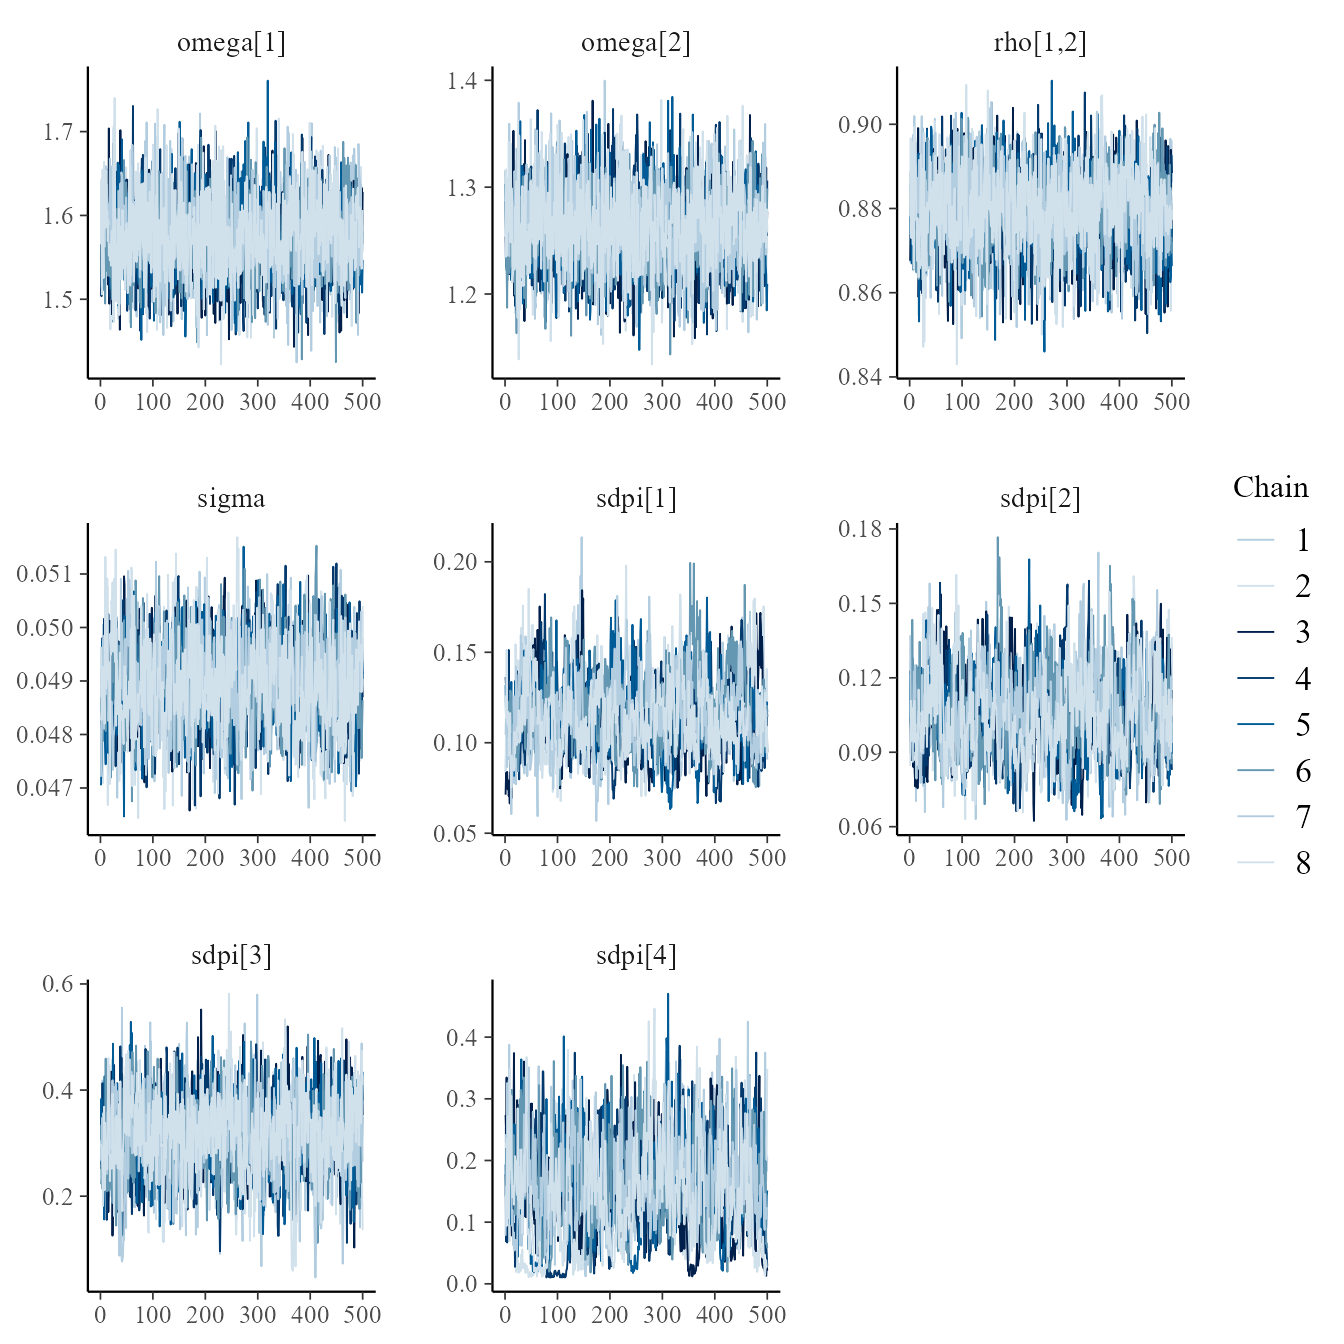 omega[1] omega[2] rho[1,2]
1.7 1.6 1.5
1.4 1.3 1.2
0.90 0.88 0.86 0.84
0 100 200 300 400 500 0 100 200 300 400 500 0 100 200 300 400 500
sigma sdpi[1] sdpi[2]
0.051 0.050 0.049 0.048 0.047
0.20 0.15 0.10 0.05
0.18 0.15 0.12 0.09 0.06
0 100 200 300 400 500 0 100 200 300 400 500 0 100 200 300 400 500
Chain
1
2
3
4
5
6
7
8
sdpi[3] sdpi[4]
0.6 0.4 0.2
0.4 0.3 0.2 0.1 0.0
0 100 200 300 400 500 0 100 200 300 400 500